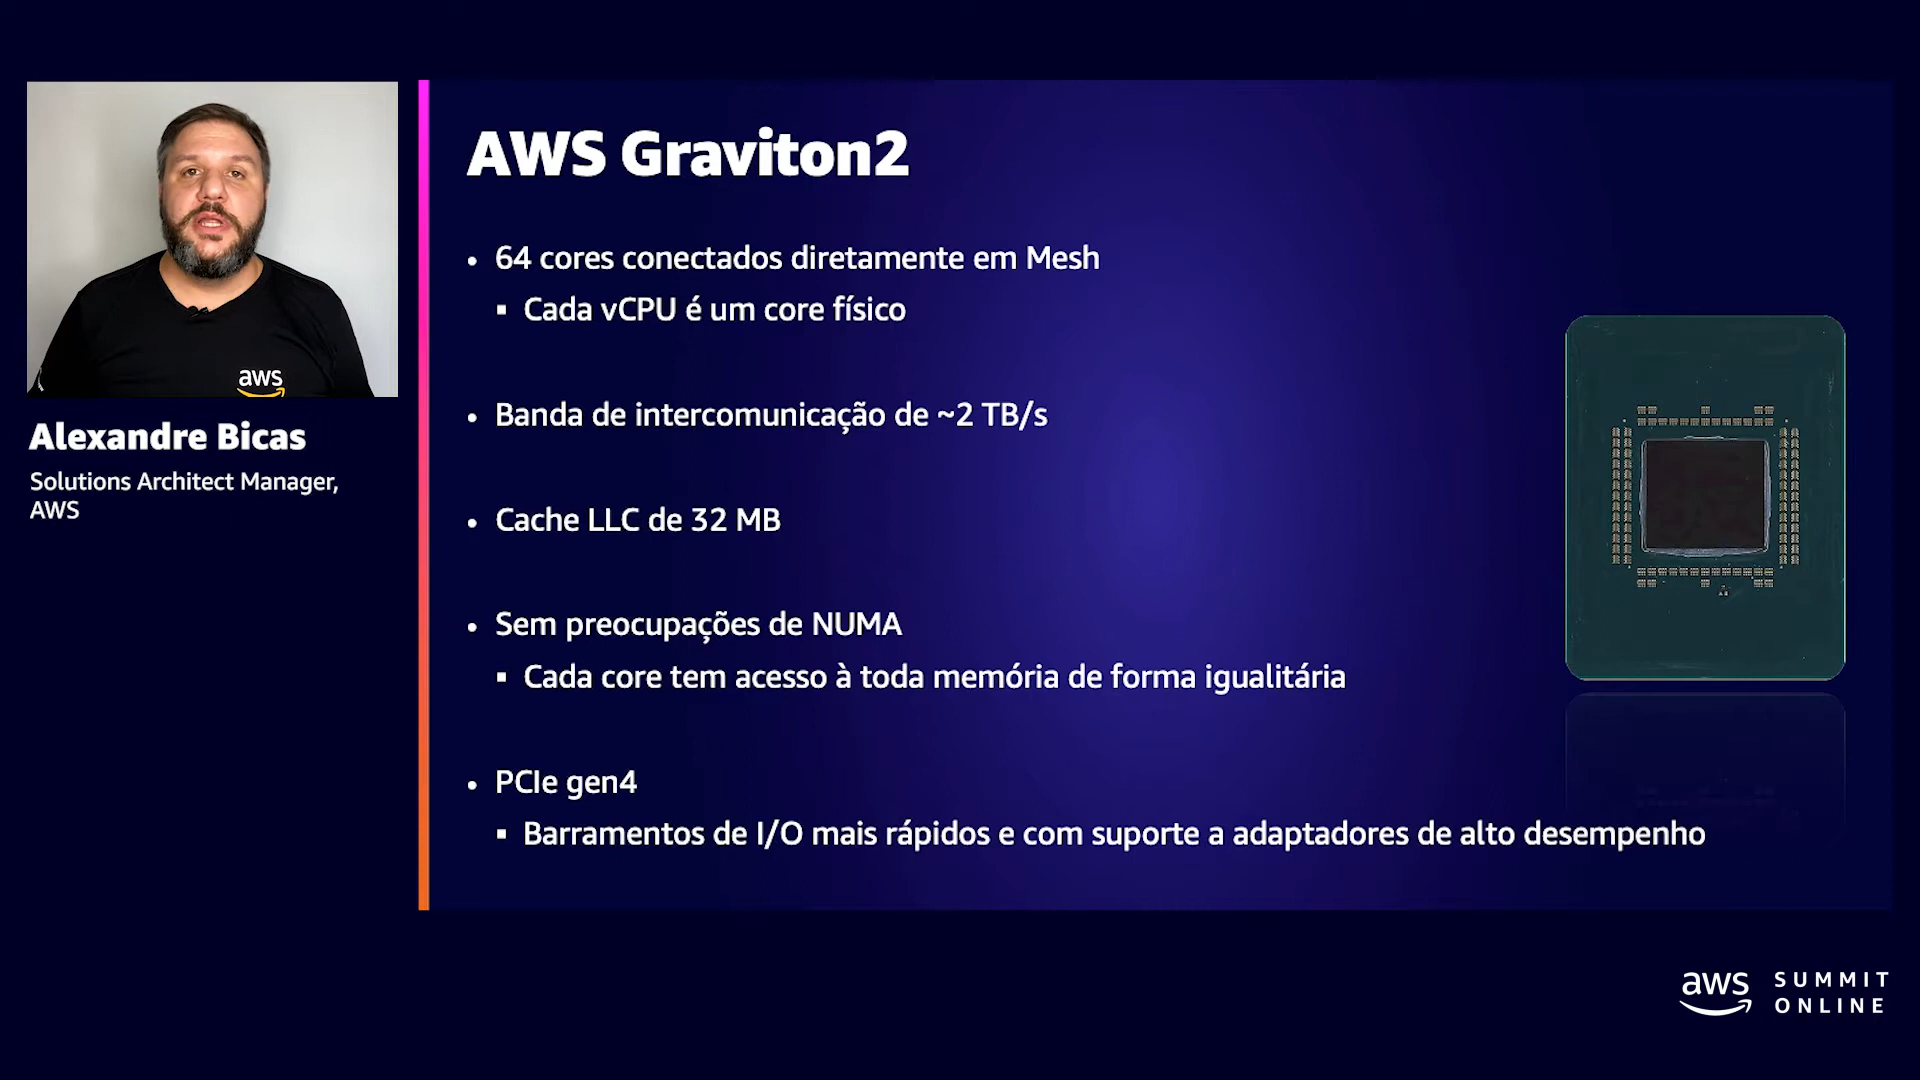 aws
Alexandre Bicas
Solutions Architect Manager,
AWS
AWS Graviton2
• 64 cores conectados diretamente em Mesh
▪ Cada vCPU é um core físico
• Banda de intercomunicação de ~2 TB/s
• Cache LLC de 32 MB
• Sem preocupações de NUMA
▪ Cada core tem acesso à toda memória de forma igualitária
• PCIe gen4
▪ Barramentos de I/O mais rápidos e com suporte a adaptadores de alto desempenho
aws SUMMIT
ONLINE